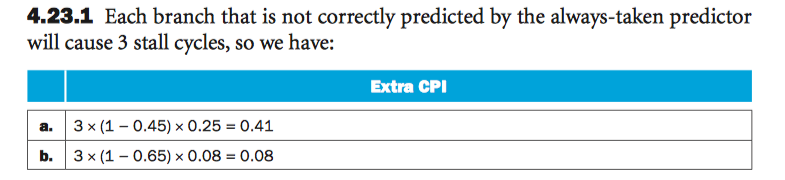 4.23.1 Each branch that is not correctly predicted by the always-taken predictor
will cause 3 stall cycles, so we have:
Extra CPI
a. 3 × (1 – 0.45) × 0.25 = 0.41
b. 3 × (1 – 0.65) × 0.08 = 0.08